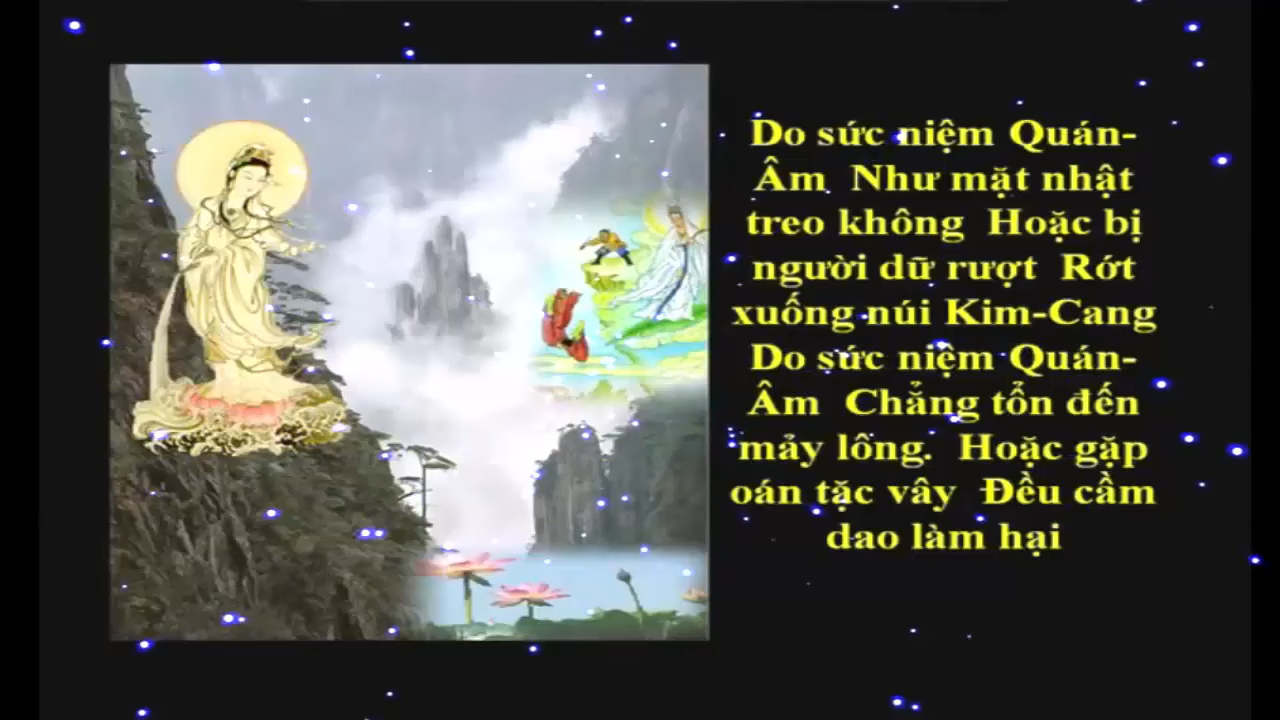 Do sức niệm Quán-
Âm Như mặt nhật
treo không Hoặc bị
người dữ rượt Rớt
xuống núi Kim-Cang
Do sức niệm Quán-
Âm Chẳng tổn đến
mảy lông. Hoặc gặp
oán tặc vây Đều cầm
dao làm hại